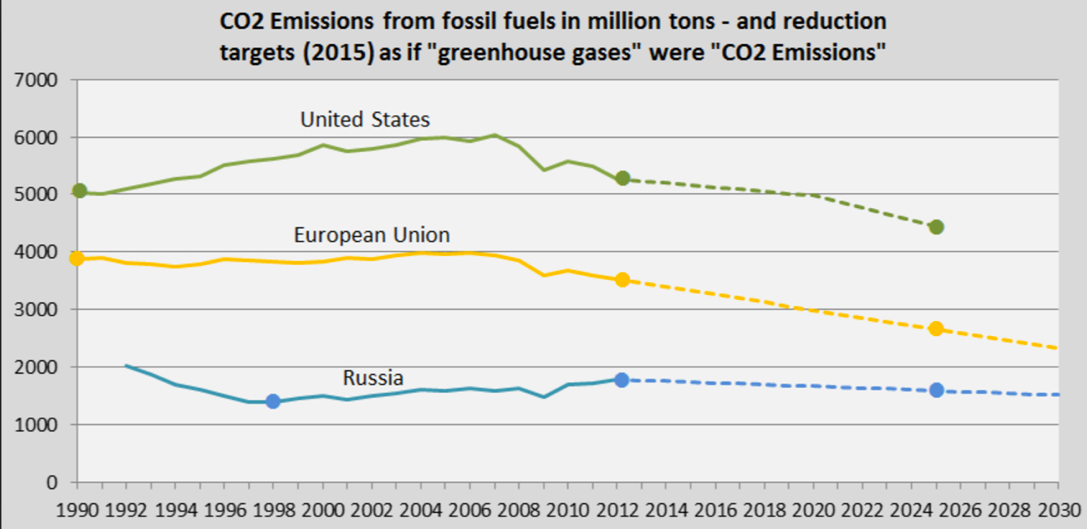 CO2 Emissions from fossil fuels in million tons - and reduction
targets (2015) as if "greenhouse gases" were "CO2 Emissions"
7000
United States
6000
5000
European Union
4000
3000
2000
Russia
1000
0
1990 1992 1994 1996 1998 2000 2002 2004 2006 2008 2010 2012 2014 2016 2018 2020 2022 2024 2026 2028 2030